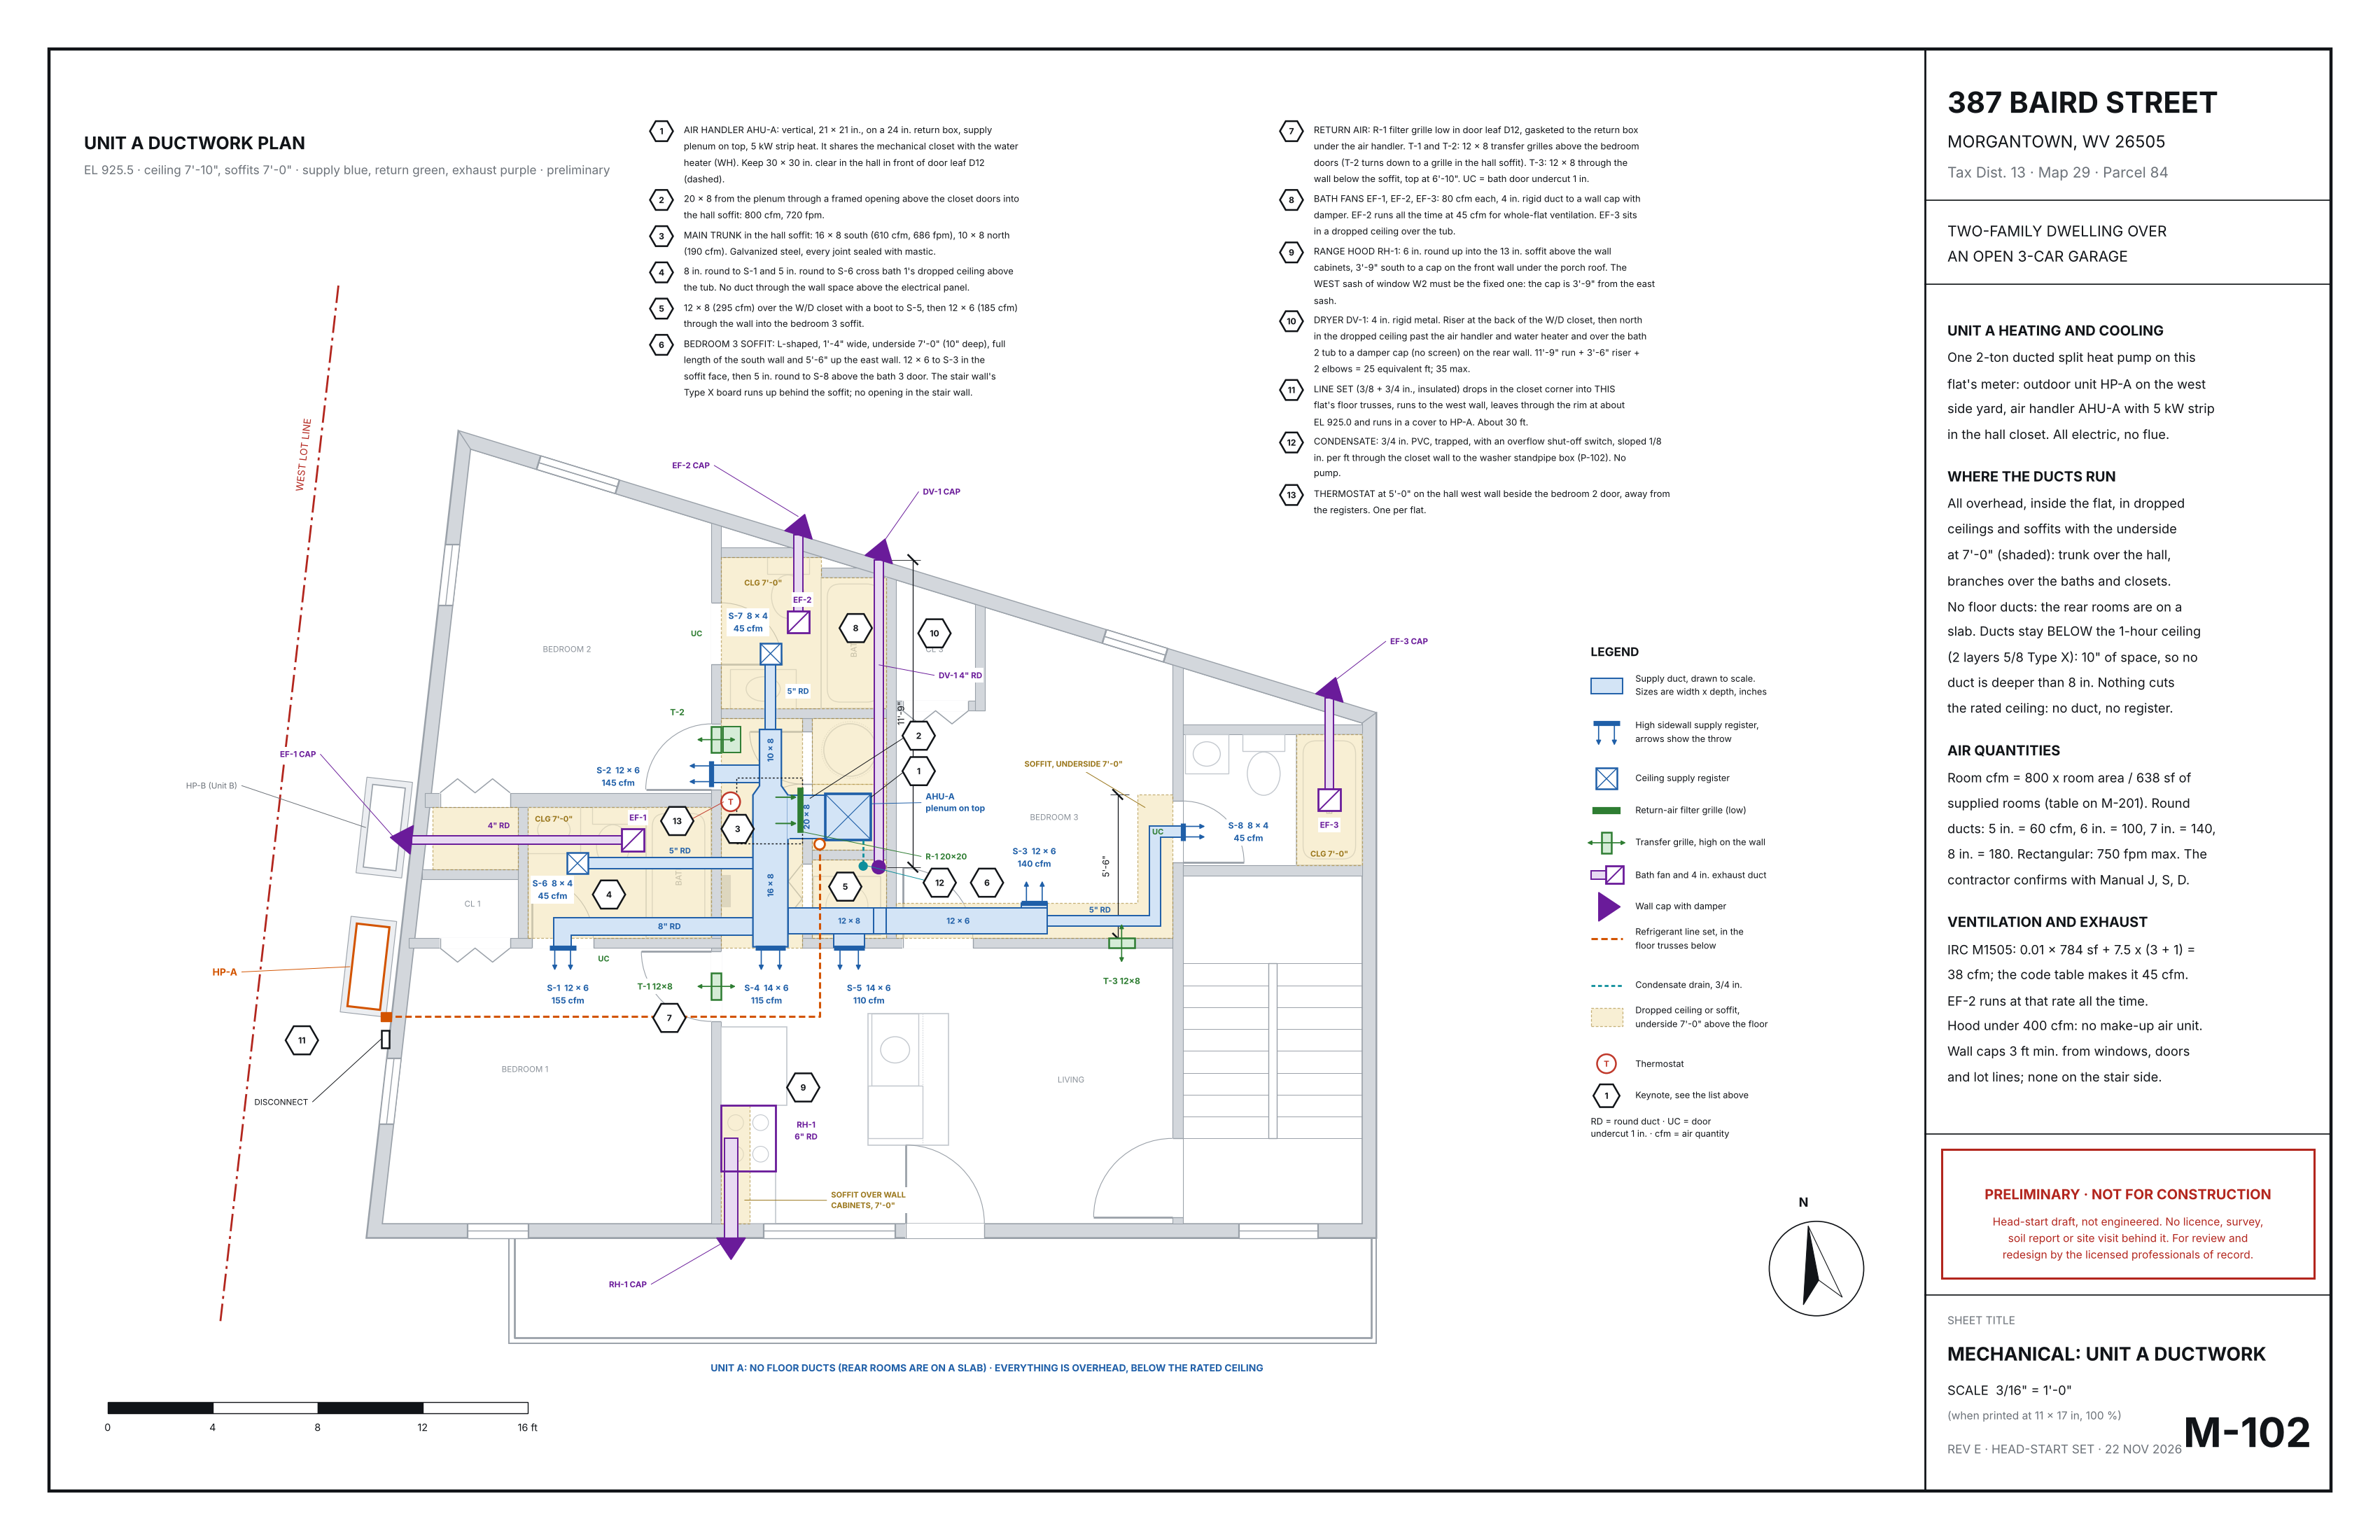 UNIT A DUCTWORK PLAN
EL 925.5 · ceiling 7'-10", soffits 7'-0" · supply blue, return green, exhaust purple · preliminary
1
AIR HANDLER AHU-A: vertical, 21 × 21 in., on a 24 in. return box, supply
plenum on top, 5 kW strip heat. It shares the mechanical closet with the water
heater (WH). Keep 30 × 30 in. clear in the hall in front of door leaf D12
(dashed).
2
20 × 8 from the plenum through a framed opening above the closet doors into
the hall soffit: 800 cfm, 720 fpm.
3
MAIN TRUNK in the hall soffit: 16 × 8 south (610 cfm, 686 fpm), 10 × 8 north
(190 cfm). Galvanized steel, every joint sealed with mastic.
4
8 in. round to S-1 and 5 in. round to S-6 cross bath 1's dropped ceiling above
the tub. No duct through the wall space above the electrical panel.
5
12 × 8 (295 cfm) over the W/D closet with a boot to S-5, then 12 × 6 (185 cfm)
through the wall into the bedroom 3 soffit.
6
BEDROOM 3 SOFFIT: L-shaped, 1'-4" wide, underside 7'-0" (10" deep), full
length of the south wall and 5'-6" up the east wall. 12 × 6 to S-3 in the
soffit face, then 5 in. round to S-8 above the bath 3 door. The stair wall's
Type X board runs up behind the soffit; no opening in the stair wall.
7
RETURN AIR: R-1 filter grille low in door leaf D12, gasketed to the return box
under the air handler. T-1 and T-2: 12 × 8 transfer grilles above the bedroom
doors (T-2 turns down to a grille in the hall soffit). T-3: 12 × 8 through the
wall below the soffit, top at 6'-10". UC = bath door undercut 1 in.
8
BATH FANS EF-1, EF-2, EF-3: 80 cfm each, 4 in. rigid duct to a wall cap with
damper. EF-2 runs all the time at 45 cfm for whole-flat ventilation. EF-3 sits
in a dropped ceiling over the tub.
9
RANGE HOOD RH-1: 6 in. round up into the 13 in. soffit above the wall
cabinets, 3'-9" south to a cap on the front wall under the porch roof. The
WEST sash of window W2 must be the fixed one: the cap is 3'-9" from the east
sash.
10
DRYER DV-1: 4 in. rigid metal. Riser at the back of the W/D closet, then north
in the dropped ceiling past the air handler and water heater and over the bath
2 tub to a damper cap (no screen) on the rear wall. 11'-9" run + 3'-6" riser +
2 elbows = 25 equivalent ft; 35 max.
11
LINE SET (3/8 + 3/4 in., insulated) drops in the closet corner into THIS
flat's floor trusses, runs to the west wall, leaves through the rim at about
EL 925.0 and runs in a cover to HP-A. About 30 ft.
12
CONDENSATE: 3/4 in. PVC, trapped, with an overflow shut-off switch, sloped 1/8
in. per ft through the closet wall to the washer standpipe box (P-102). No
pump.
13
THERMOSTAT at 5'-0" on the hall west wall beside the bedroom 2 door, away from
the registers. One per flat.
WEST LOT LINE
EF-2 CAP
DV-1 CAP
EF-3 CAP
EF-1 CAP
HP-B (Unit B)
CLG 7'-0"
EF-2
S-7 8 × 4
45 cfm
UC
8
10
BEDROOM 2
DV-1 4" RD
5" RD
T-2
11'-9"
2
10 × 8
S-2 12 × 6
145 cfm
1
SOFFIT, UNDERSIDE 7'-0"
T
AHU-A
plenum on top
20 × 8
BEDROOM 3
4" RD
CLG 7'-0"
EF-1
13
3
EF-3
UC
S-8 8 × 4
45 cfm
5" RD
R-1 20×20
S-3 12 × 6
140 cfm
CLG 7'-0"
5'-6"
S-6 8 × 4
45 cfm
4
BAT
16 × 8
5
12
6
CL 1
5" RD
8" RD
12 × 8
12 × 6
UC
HP-A
S-1 12 × 6
155 cfm
T-1 12×8
S-4 14 × 6
115 cfm
S-5 14 × 6
110 cfm
T-3 12×8
7
11
BEDROOM 1
LIVING
9
DISCONNECT
RH-1
6" RD
SOFFIT OVER WALL
CABINETS, 7'-0"
RH-1 CAP
UNIT A: NO FLOOR DUCTS (REAR ROOMS ARE ON A SLAB) · EVERYTHING IS OVERHEAD, BELOW THE RATED CEILING
0 4 8 12 16 ft
LEGEND
Supply duct, drawn to scale.
Sizes are width x depth, inches
High sidewall supply register,
arrows show the throw
Ceiling supply register
Return-air filter grille (low)
Transfer grille, high on the wall
Bath fan and 4 in. exhaust duct
Wall cap with damper
Refrigerant line set, in the
floor trusses below
Condensate drain, 3/4 in.
Dropped ceiling or soffit,
underside 7'-0" above the floor
T
Thermostat
1
Keynote, see the list above
RD = round duct · UC = door
undercut 1 in. · cfm = air quantity
N
387 BAIRD STREET
MORGANTOWN, WV 26505
Tax Dist. 13 · Map 29 · Parcel 84
TWO-FAMILY DWELLING OVER
AN OPEN 3-CAR GARAGE
UNIT A HEATING AND COOLING
One 2-ton ducted split heat pump on this
flat's meter: outdoor unit HP-A on the west
side yard, air handler AHU-A with 5 kW strip
in the hall closet. All electric, no flue.
WHERE THE DUCTS RUN
All overhead, inside the flat, in dropped
ceilings and soffits with the underside
at 7'-0" (shaded): trunk over the hall,
branches over the baths and closets.
No floor ducts: the rear rooms are on a
slab. Ducts stay BELOW the 1-hour ceiling
(2 layers 5/8 Type X): 10" of space, so no
duct is deeper than 8 in. Nothing cuts
the rated ceiling: no duct, no register.
AIR QUANTITIES
Room cfm = 800 x room area / 638 sf of
supplied rooms (table on M-201). Round
ducts: 5 in. = 60 cfm, 6 in. = 100, 7 in. = 140,
8 in. = 180. Rectangular: 750 fpm max. The
contractor confirms with Manual J, S, D.
VENTILATION AND EXHAUST
IRC M1505: 0.01 × 784 sf + 7.5 x (3 + 1) =
38 cfm; the code table makes it 45 cfm.
EF-2 runs at that rate all the time.
Hood under 400 cfm: no make-up air unit.
Wall caps 3 ft min. from windows, doors
and lot lines; none on the stair side.
PRELIMINARY · NOT FOR CONSTRUCTION
Head-start draft, not engineered. No licence, survey,
soil report or site visit behind it. For review and
redesign by the licensed professionals of record.
SHEET TITLE
MECHANICAL: UNIT A DUCTWORK
SCALE 3/16" = 1'-0"
(when printed at 11 × 17 in, 100 %)
REV E · HEAD-START SET · 22 NOV 2026
M-102